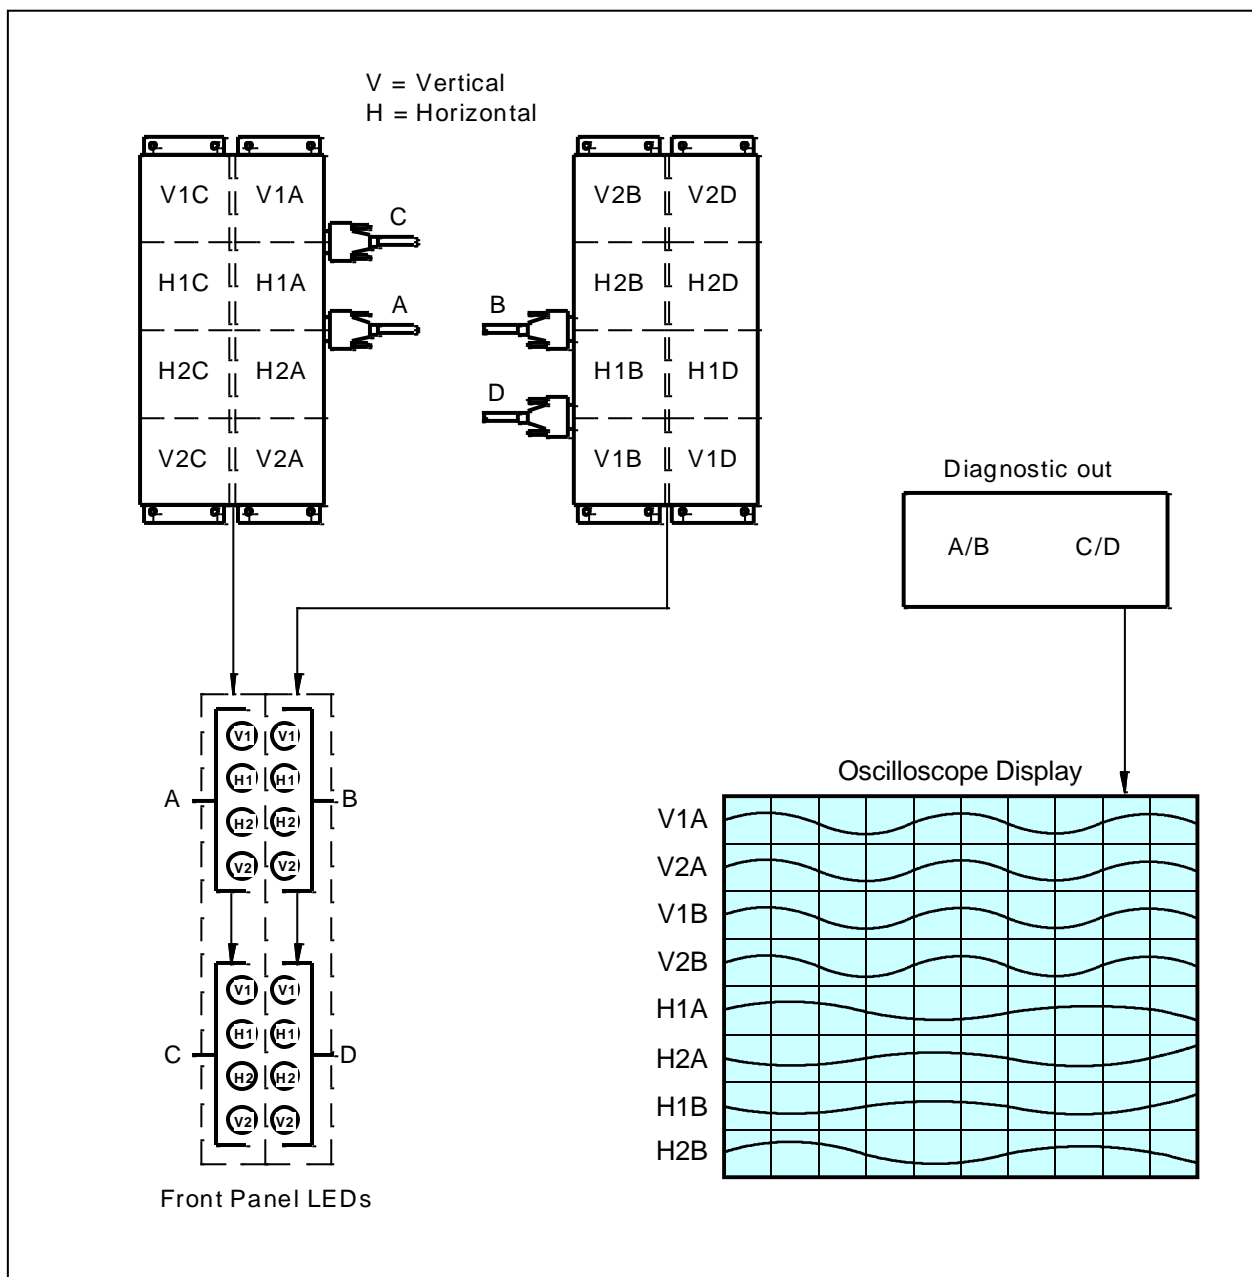 V = Vertical
H = Horizontal
V1C V1A
C
H1C H1A
A
H2C H2A
V2C V2A
V2B V2D
H2B H2D
B
H1B H1D
D
V1B V1D
Diagnostic out
A/B C/D
A
V1 V1
H1 H1
H2 H2
V2 V2
B
C
V1 V1
H1 H1
H2 H2
V2 V2
D
Front Panel LEDs
Oscilloscope Display
V1A
V2A
V1B
V2B
H1A
H2A
H1B
H2B